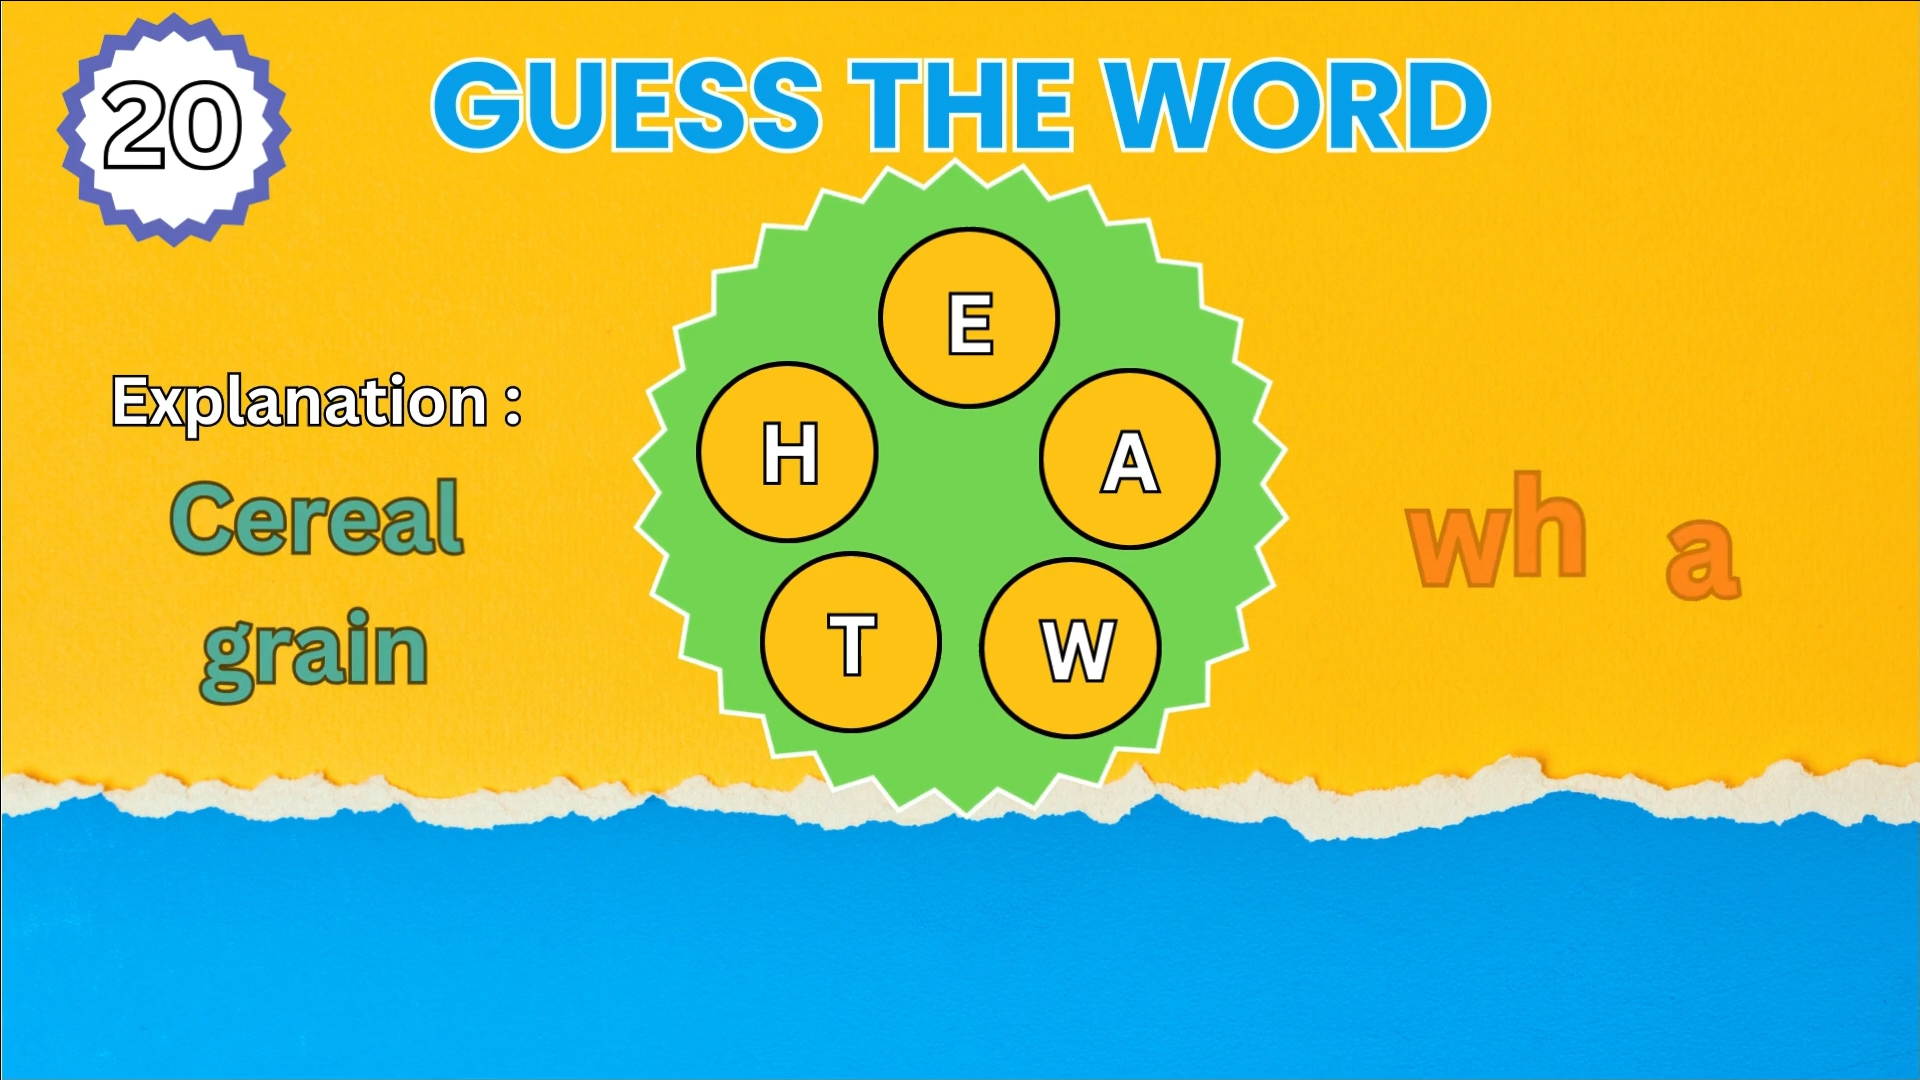 20
GUESS THE WORD
E
H
A
T
W
Explanation :
Cereal
grain
wh a